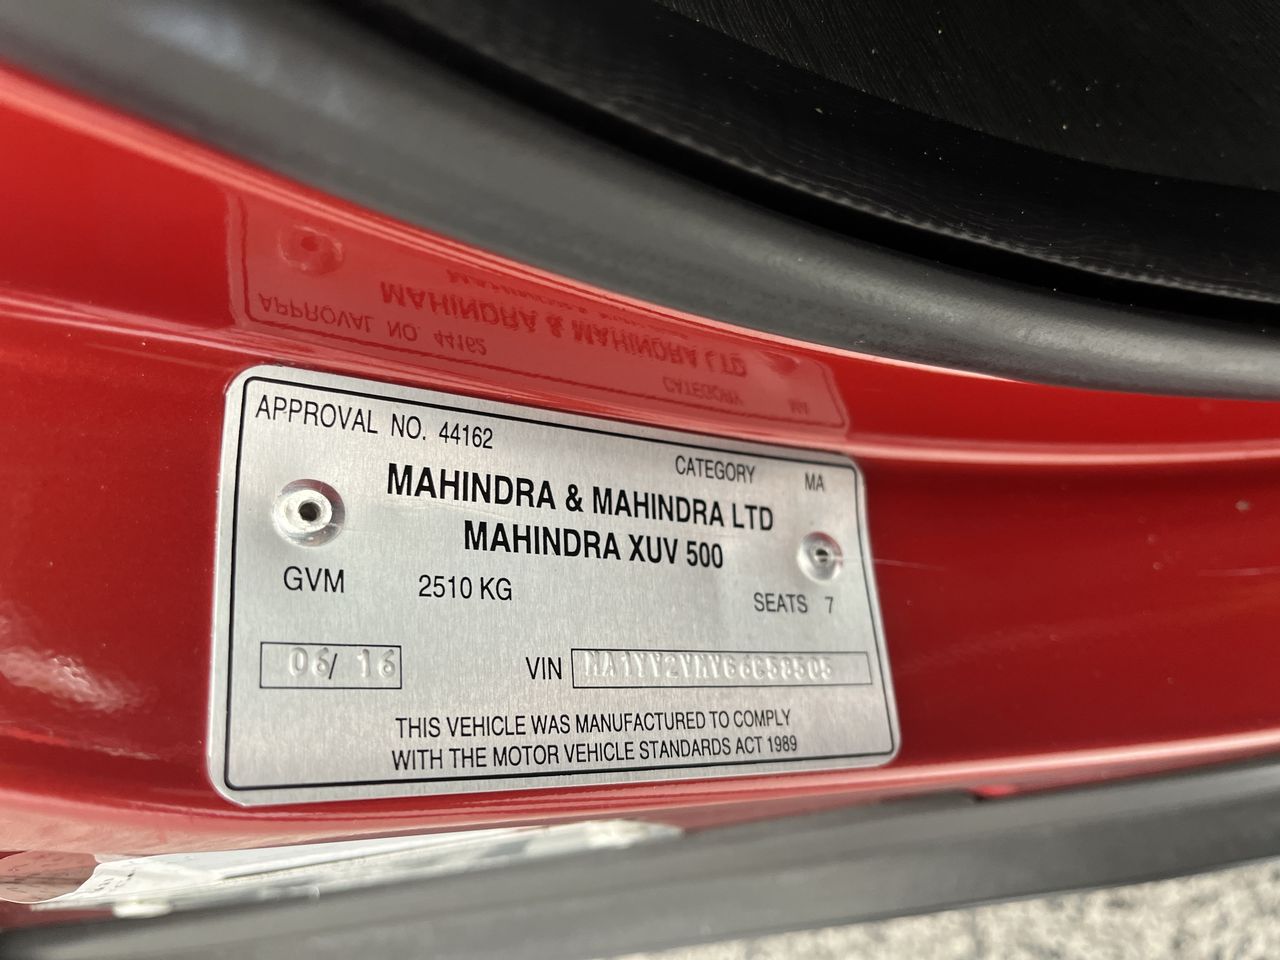 APPROVAL NO. 44162
CATEGORY MA
MAHINDRA & MAHINDRA LTD
MAHINDRA XUV 500
GVM 2510 KG
SEATS 7
06/ 16
VIN
THIS VEHICLE WAS MANUFACTURED TO COMPLY
WITH THE MOTOR VEHICLE STANDARDS ACT 1989